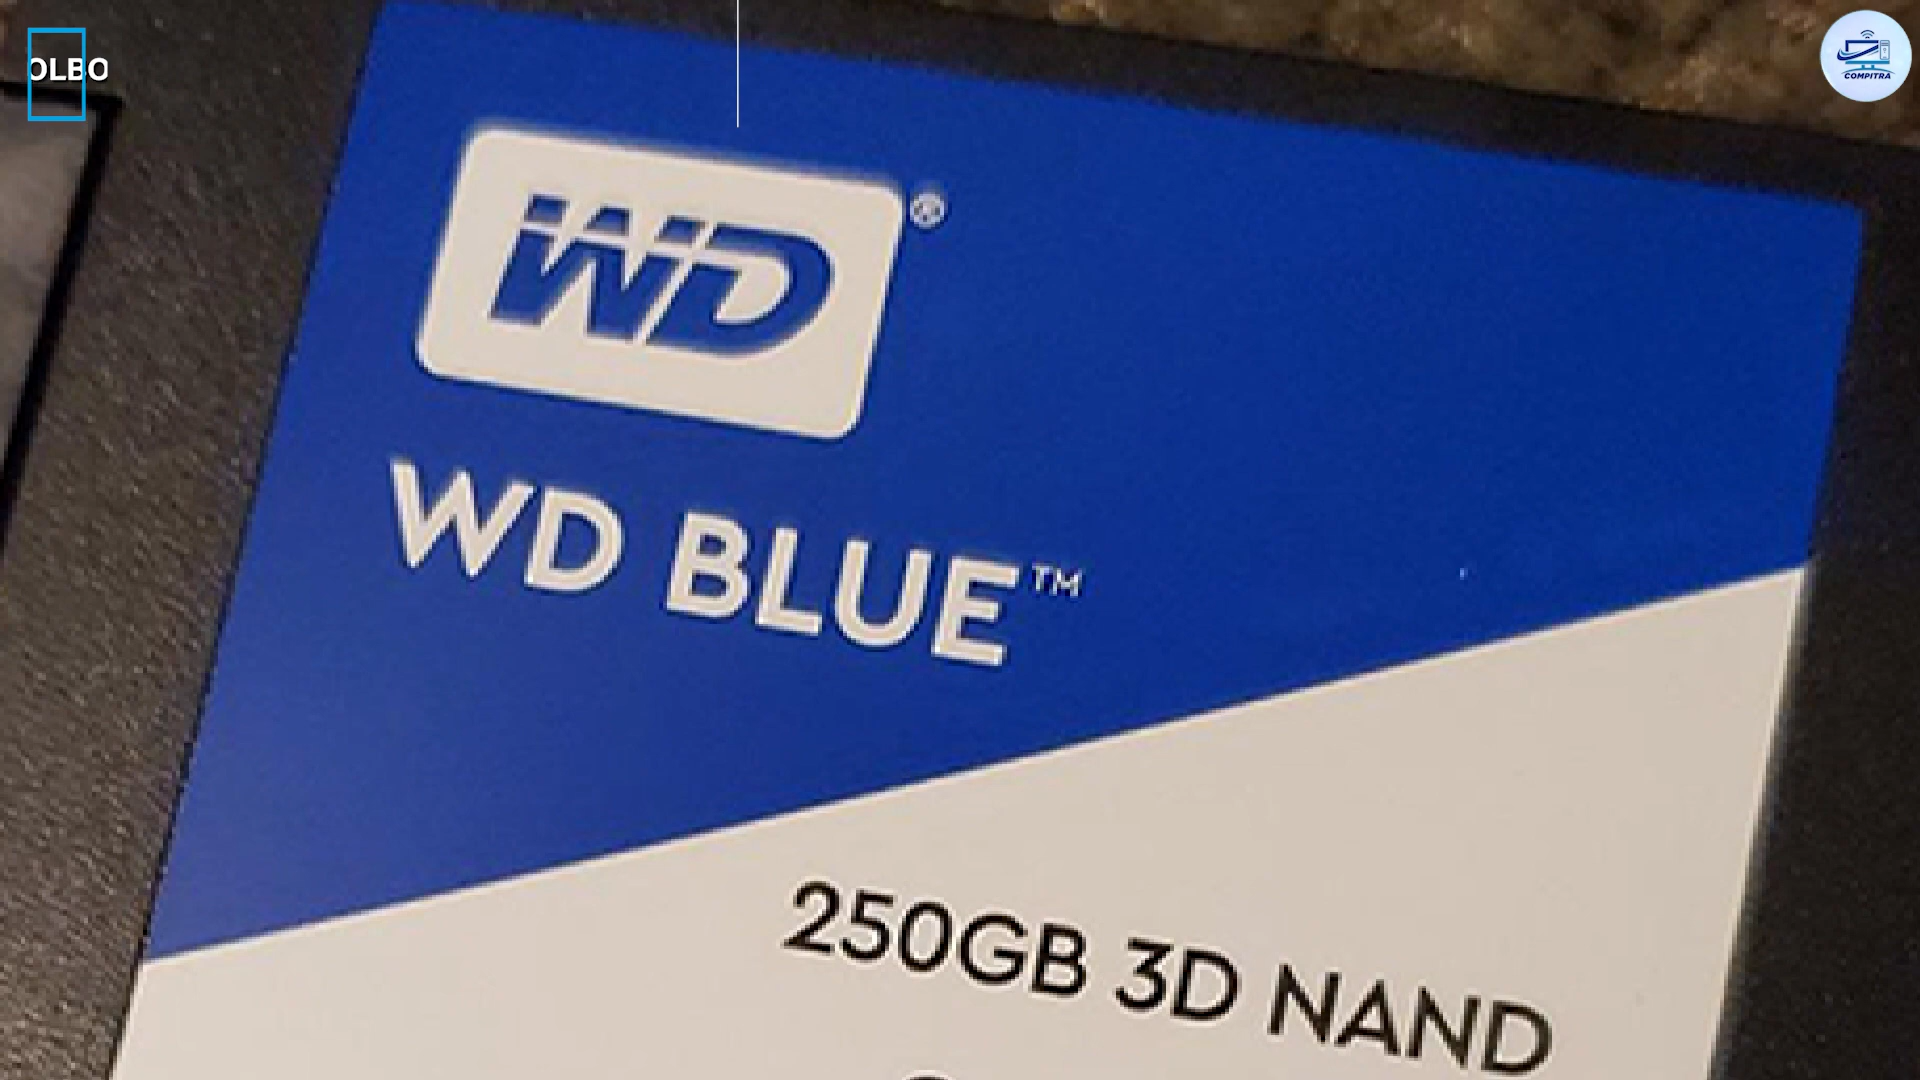 OLBO
COMPITRA
WD®
WD BLUE™
250GB 3D NAND